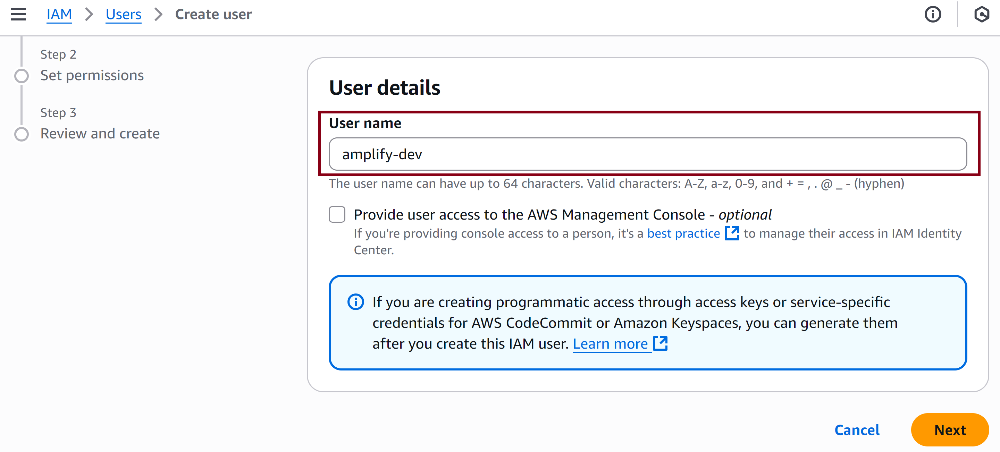 IAM > Users > Create user
Step 2
Set permissions
Step 3
Review and create
User details
User name
amplify-dev
The user name can have up to 64 characters. Valid characters: A-Z, a-z, 0-9, and + = , . @ _ - (hyphen)
Provide user access to the AWS Management Console - optional
If you're providing console access to a person, it's a best practice to manage their access in IAM Identity
Center.
If you are creating programmatic access through access keys or service-specific
credentials for AWS CodeCommit or Amazon Keyspaces, you can generate them
after you create this IAM user. Learn more
Cancel
Next